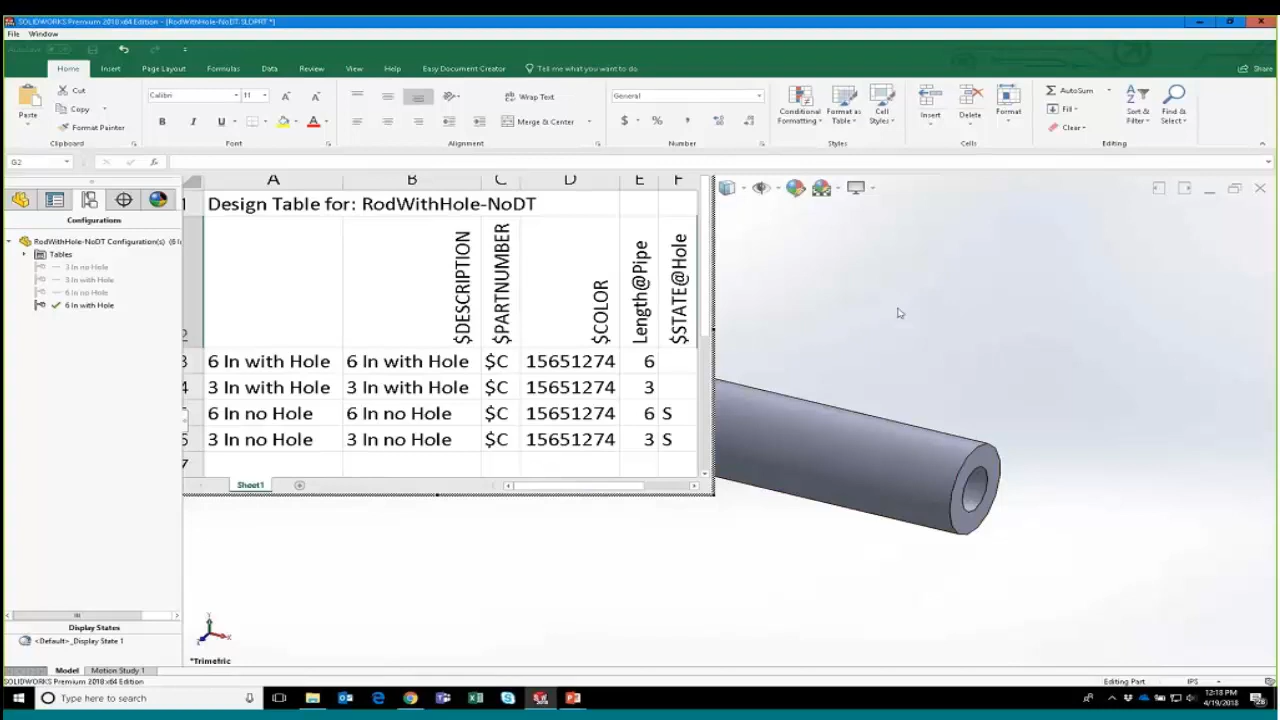 SOLIDWORKS Premium 2018 x64 Edition - [RodWithHole-NoDT.SLDPRT *]
File Window
AutoSave Off
Home Insert Page Layout Formulas Data Review View Help Easy Document Creator Tell me what you want to do Share
Paste Cut Copy Format Painter
Calibri 11
B I U A
Wrap Text
Merge & Center
General
$ % ,
Conditional Formatting Format as Table Cell Styles
Insert Delete Format
AutoSum Fill Clear
Sort & Filter Find & Select
Clipboard Font Alignment Number Styles Cells Editing
G2 fx
Configurations
RodWithHole-NoDT Configuration(s) (6 I
Tables
3 In no Hole
3 In with Hole
6 In no Hole
6 In with Hole
A B C D E F
1 Design Table for: RodWithHole-NoDT
2 $DESCRIPTION $PARTNUMBER $COLOR Length@Pipe $STATE@Hole
3 6 In with Hole 6 In with Hole $C 15651274 6
4 3 In with Hole 3 In with Hole $C 15651274 3
5 6 In no Hole 6 In no Hole $C 15651274 6 S
6 3 In no Hole 3 In no Hole $C 15651274 3 S
7
Sheet1
Display States
<Default>_Display State 1
Y X Z
*Trimetric
Model Motion Study 1
SOLIDWORKS Premium 2018 x64 Edition Editing Part IPS
Type here to search
12:18 PM
4/19/2018